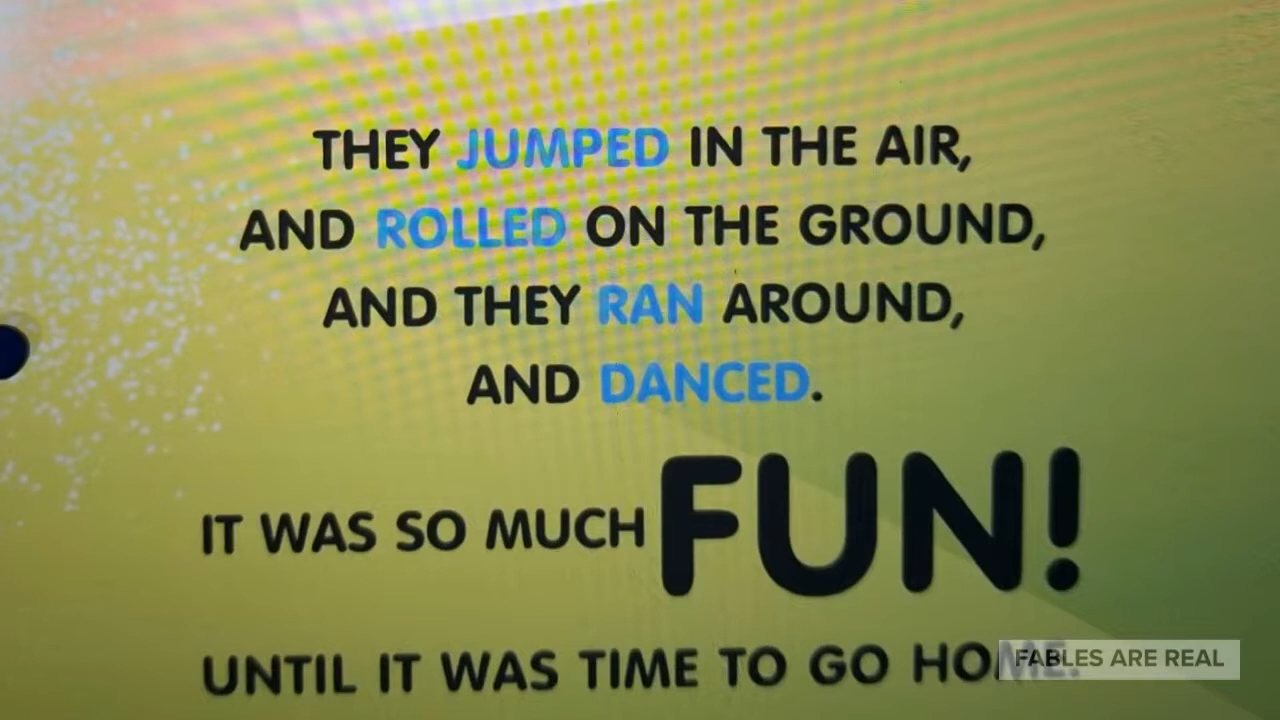 THEY JUMPED IN THE AIR,
AND ROLLED ON THE GROUND,
AND THEY RAN AROUND,
AND DANCED.
IT WAS SO MUCH FUN!
UNTIL IT WAS TIME TO GO HOME.
FABLES ARE REAL